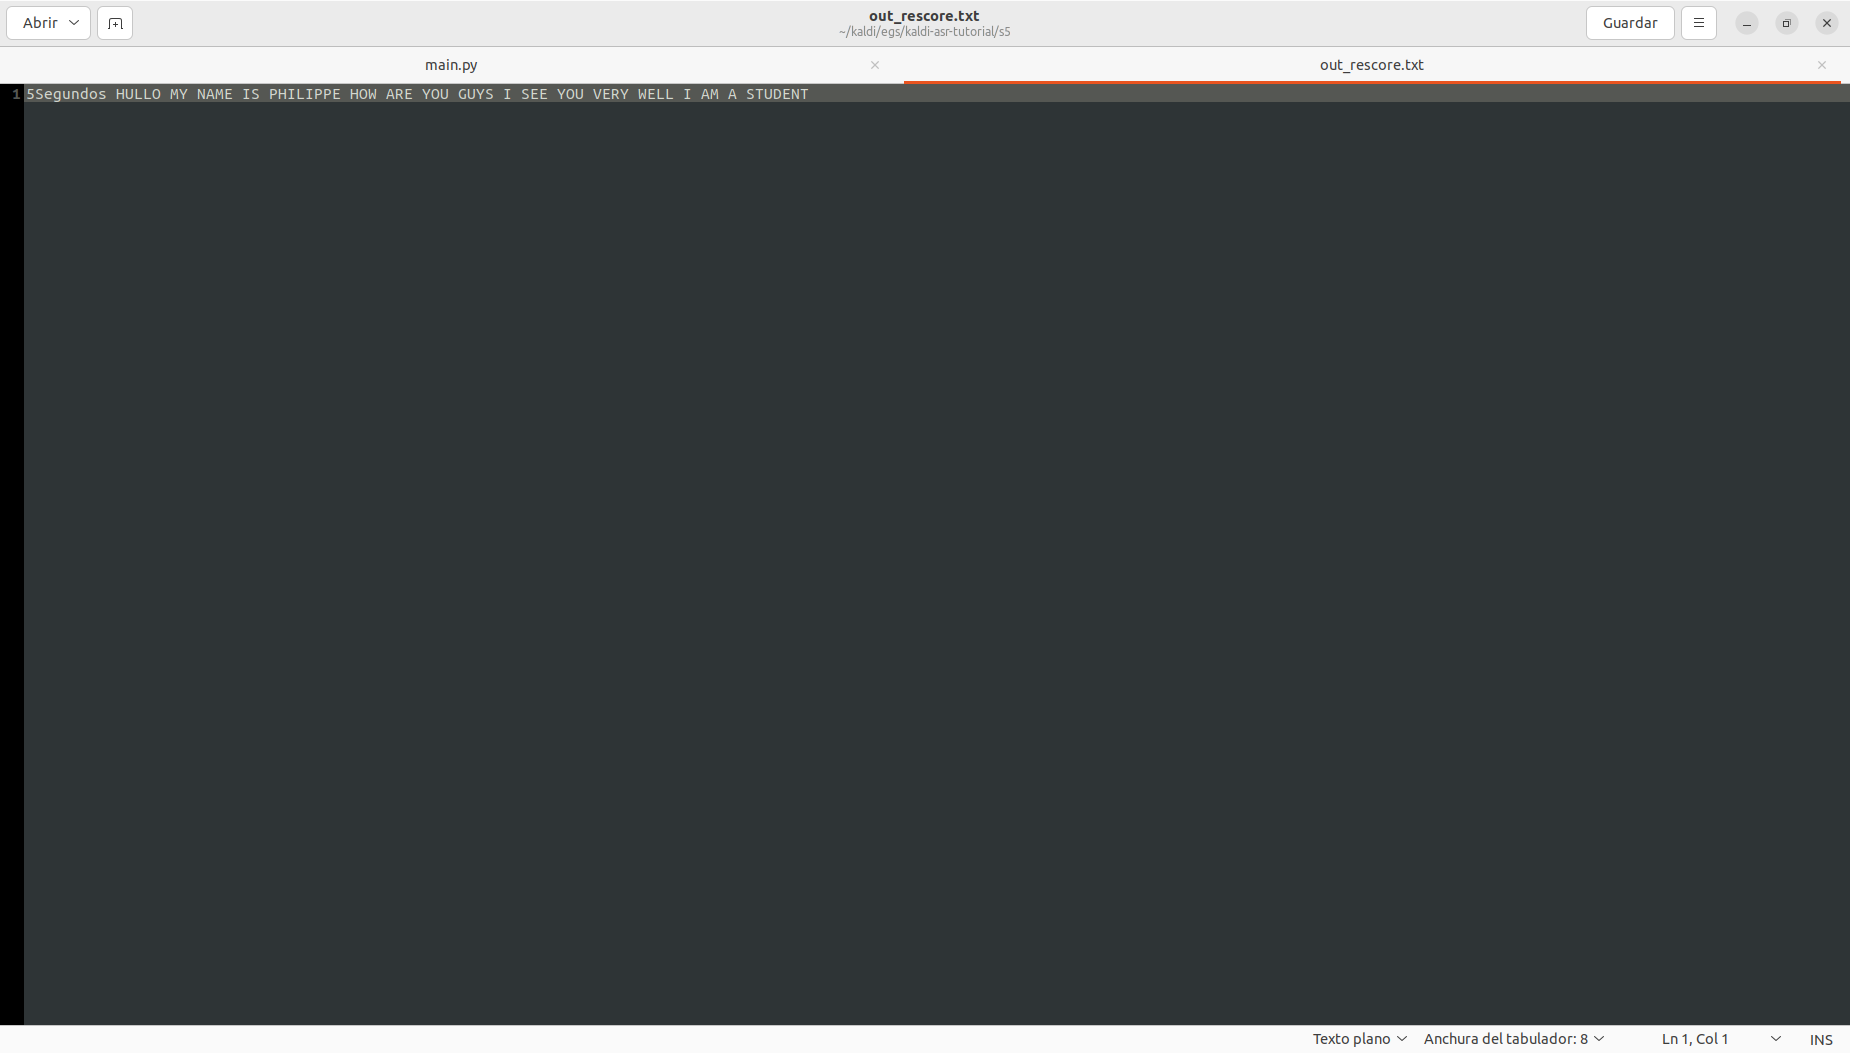 Abrir
out_rescore.txt
~/kaldi/egs/kaldi-asr-tutorial/s5
Guardar
main.py
out_rescore.txt
1 5Segundos HULLO MY NAME IS PHILIPPE HOW ARE YOU GUYS I SEE YOU VERY WELL I AM A STUDENT
Texto plano Anchura del tabulador: 8 Ln 1, Col 1 INS